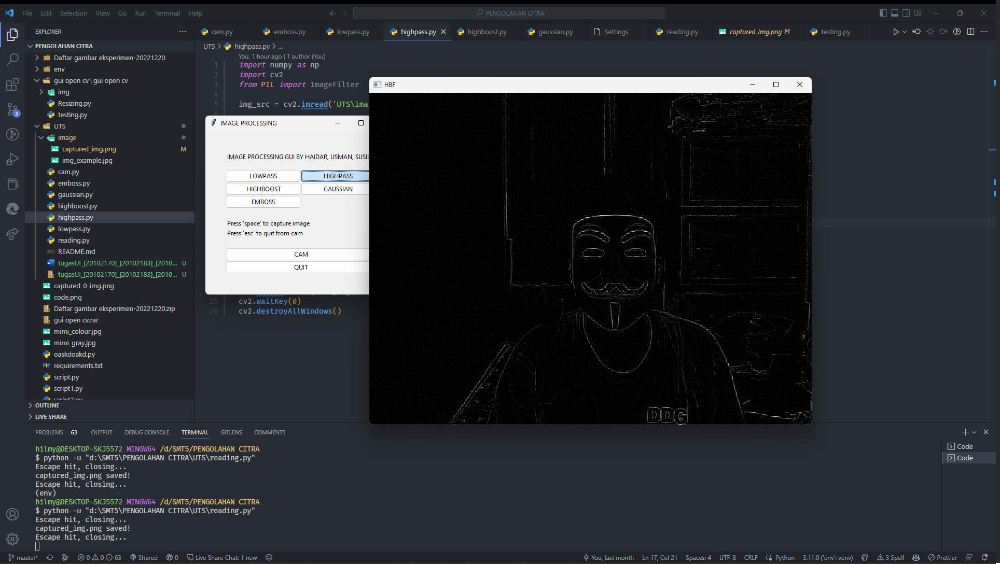 File Edit Selection View Go Run Terminal Help
PENGOLAHAN CITRA
EXPLORER
cam.py emboss.py lowpass.py highpass.py highboost.py gaussian.py Settings reading.py captured_img.png M testing.py
PENGOLAHAN CITRA
Daftar gambar eksperimen-20221220
env
gui open cv\gui open cv
img
Resizing.py
testing.py
UTS
image
captured_img.png M
img_example.jpg
cam.py
emboss.py
gaussian.py
highboost.py
highpass.py
lowpass.py
reading.py
README.md
tugasUI_[20102170]_[20102183]_[2010... U
tugasUI_[20102170]_[20102183]_[2010... U
captured_0_img.png
code.png
Daftar gambar eksperimen-20221220.zip
gui open cv.rar
mimi_colour.jpg
mimi_gray.jpg
oaskdoakd.py
requirements.txt
script.py
script1.py
OUTLINE
LIVE SHARE
UTS > highpass.py > ...
You, 1 hour ago | 1 author (You)
1 import numpy as np
2 import cv2
3 from PIL import ImageFilter
4
5 img_src = cv2.imread('UTS\ima
25 cv2.waitKey(0)
26 cv2.destroyAllWindows()
IMAGE PROCESSING
IMAGE PROCESSING GUI BY HAIDAR, USMAN, SUSIL
LOWPASS HIGHPASS
HIGHBOOST GAUSSIAN
EMBOSS
Press 'space' to capture image
Press 'esc' to quit from cam
CAM
QUIT
HBF
DDG
PROBLEMS 63 OUTPUT DEBUG CONSOLE TERMINAL GITLENS COMMENTS
hilmy@DESKTOP-SKJ5572 MINGW64 /d/SMT5/PENGOLAHAN CITRA
$ python -u "d:\SMT5\PENGOLAHAN CITRA\UTS\reading.py"
Escape hit, closing...
captured_img.png saved!
Escape hit, closing...
(env)
hilmy@DESKTOP-SKJ5572 MINGW64 /d/SMT5/PENGOLAHAN CITRA
$ python -u "d:\SMT5\PENGOLAHAN CITRA\UTS\reading.py"
Escape hit, closing...
captured_img.png saved!
Escape hit, closing...
Code
Code
3
master* 0 0 63 Shared 0 Live Share Chat: 1 new
You, last month Ln 17, Col 21 Spaces: 4 UTF-8 CRLF Python 3.11.0 ('env': venv) 3 Spell Prettier